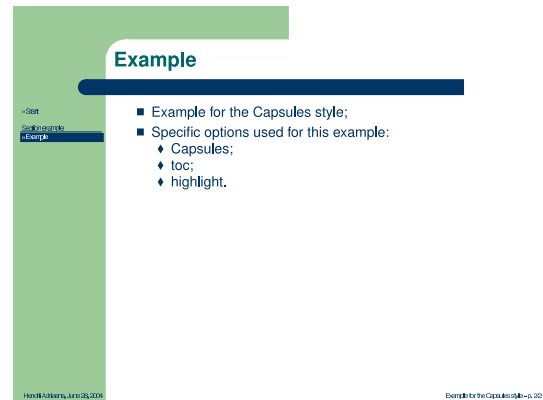 Example
»Start
Section example
»Example
■ Example for the Capsules style;
■ Specific options used for this example:
♦ Capsules;
♦ toc;
♦ highlight.
Hendri Adriaens, June 28, 2004
Example for the Capsules style – p. 2/2